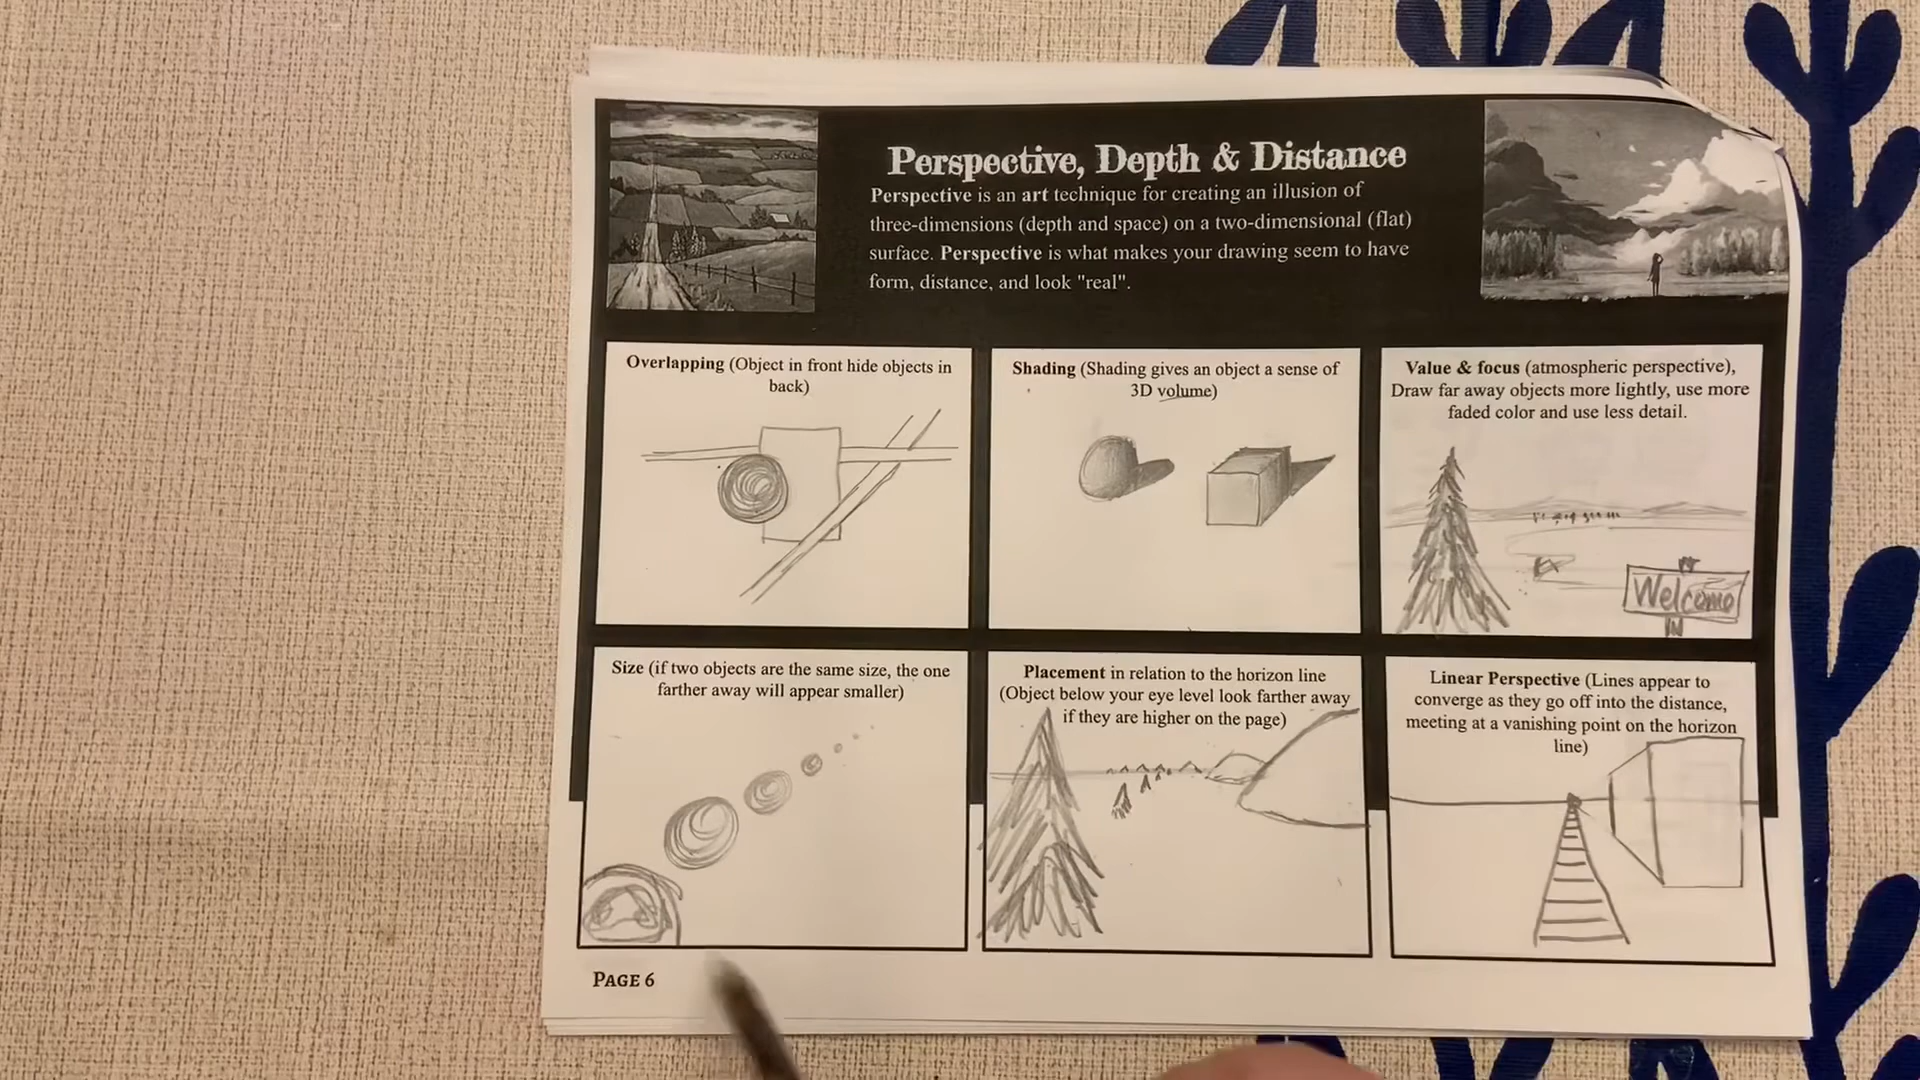 Perspective, Depth & Distance
Perspective is an art technique for creating an illusion of
three-dimensions (depth and space) on a two-dimensional (flat)
surface. Perspective is what makes your drawing seem to have
form, distance, and look "real".
Overlapping (Object in front hide objects in
back)
Shading (Shading gives an object a sense of
3D volume)
Value & focus (atmospheric perspective),
Draw far away objects more lightly, use more
faded color and use less detail.
Welcome
Size (if two objects are the same size, the one
farther away will appear smaller)
Placement in relation to the horizon line
(Object below your eye level look farther away
if they are higher on the page)
Linear Perspective (Lines appear to
converge as they go off into the distance,
meeting at a vanishing point on the horizon
line)
PAGE 6